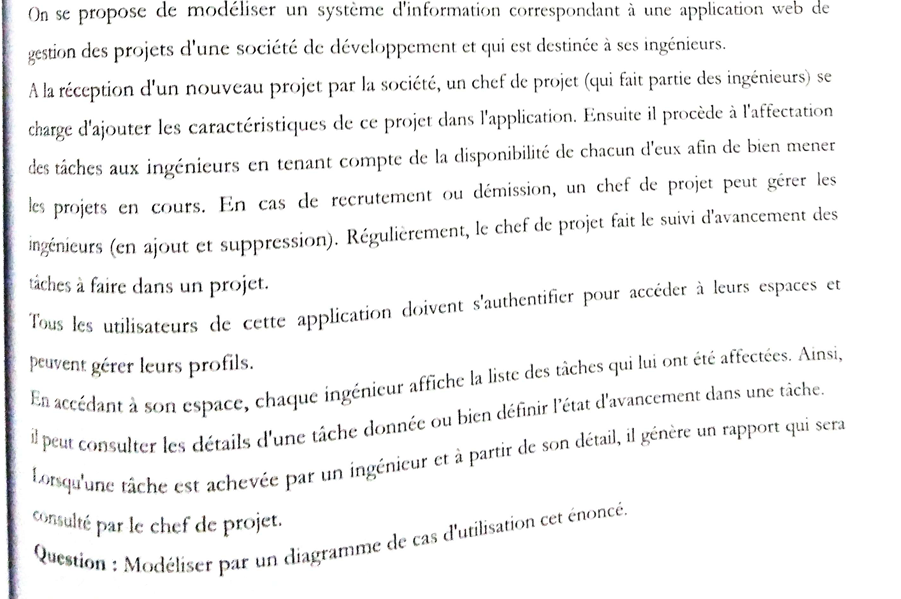 On se propose de modéliser un système d'information correspondant à une application web de
gestion des projets d'une société de développement et qui est destinée à ses ingénieurs.
A la réception d'un nouveau projet par la société, un chef de projet (qui fait partie des ingénieurs) se
charge d'ajouter les caractéristiques de ce projet dans l'application. Ensuite il procède à l'affectation
des tâches aux ingénieurs en tenant compte de la disponibilité de chacun d'eux afin de bien mener
les projets en cours. En cas de recrutement ou démission, un chef de projet peut gérer les
ingénieurs (en ajout et suppression). Régulièrement, le chef de projet fait le suivi d'avancement des
tâches à faire dans un projet.
Tous les utilisateurs de cette application doivent s'authentifier pour accéder à leurs espaces et
peuvent gérer leurs profils.
En accédant à son espace, chaque ingénieur affiche la liste des tâches qui lui ont été affectées. Ainsi,
il peut consulter les détails d'une tâche donnée ou bien définir l'état d'avancement dans une tâche.
Lorsqu'une tâche est achevée par un ingénieur et à partir de son détail, il génère un rapport qui sera
consulté par le chef de projet.
Question : Modéliser par un diagramme de cas d'utilisation cet énoncé.